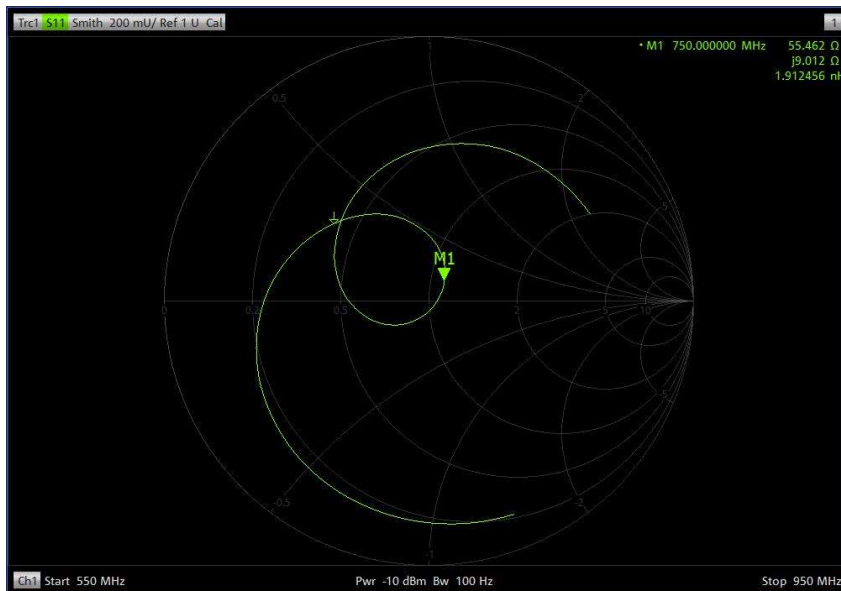 Trc1 S11 Smith 200 mU/ Ref 1 U Cal
1
• M1 750.000000 MHz 55.462 Ω
j9.012 Ω
1.912456
1
0.5
2
5
M1
0
0.2
0.5
1
2
5
10
-5
-0.5
-2
-1
Ch1 Start 550 MHz
Pwr -10 dBm Bw 100 Hz
Stop 950 MHz